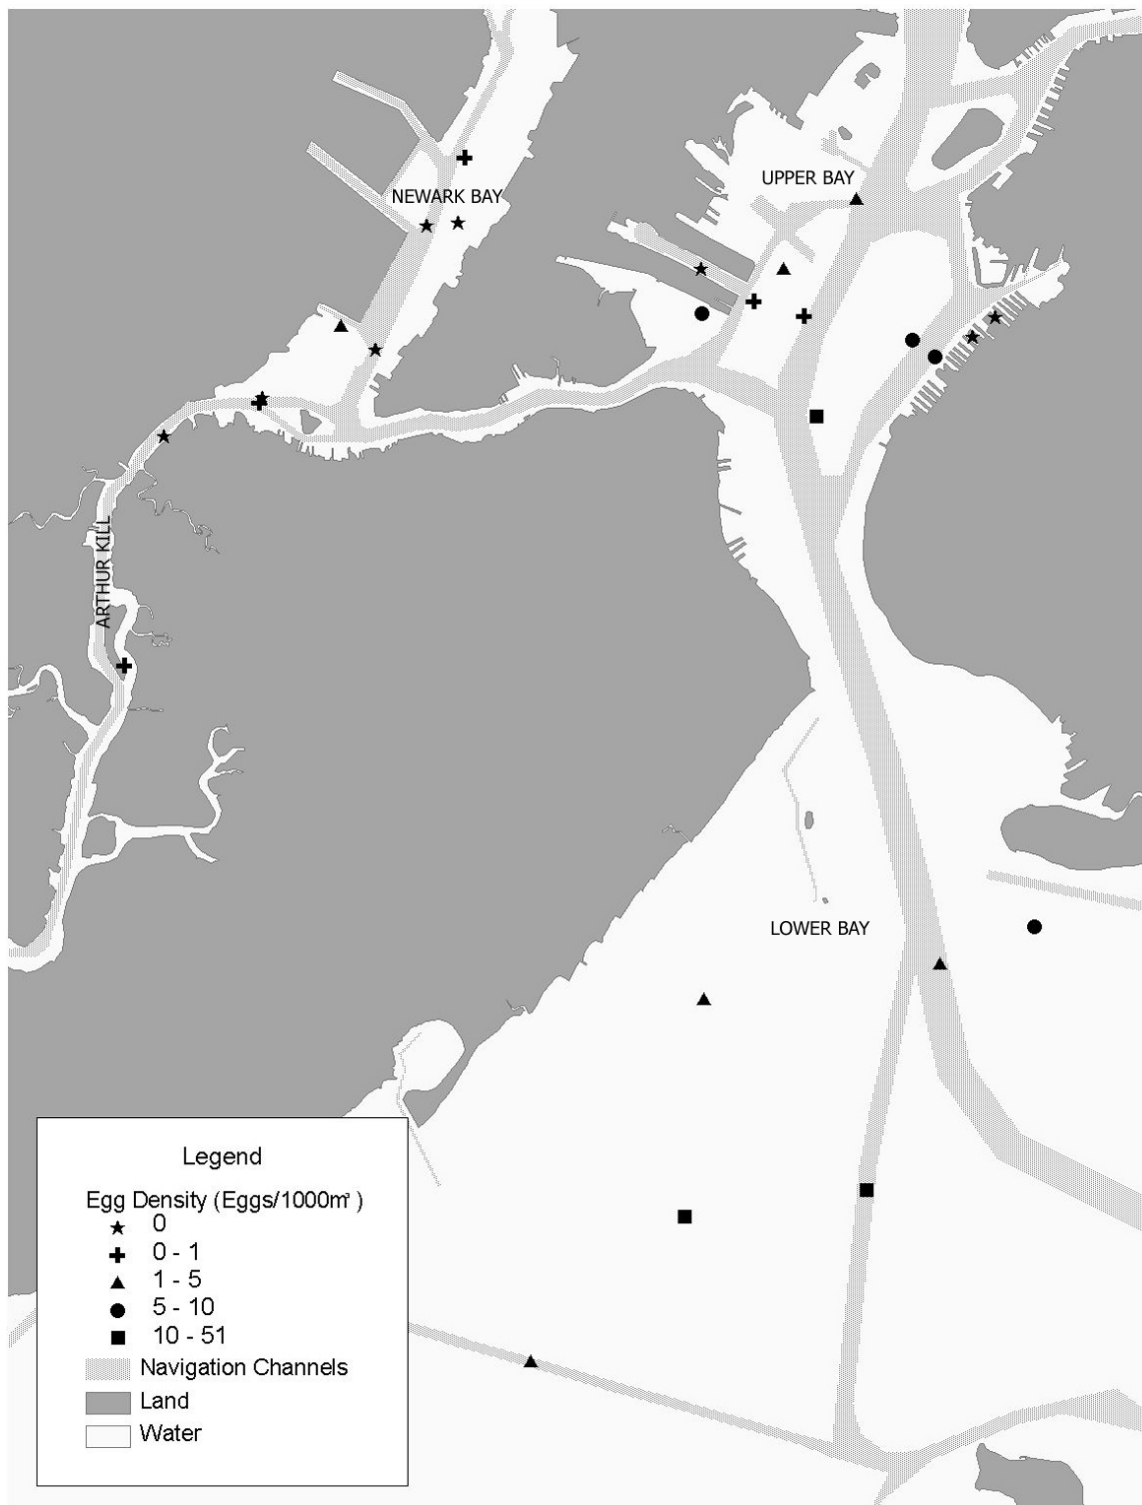 UPPER BAY
NEWARK BAY
ARTHUR KILL
LOWER BAY
Legend
Egg Density (Eggs/1000m³)
0
0 - 1
1 - 5
5 - 10
10 - 51
Navigation Channels
Land
Water